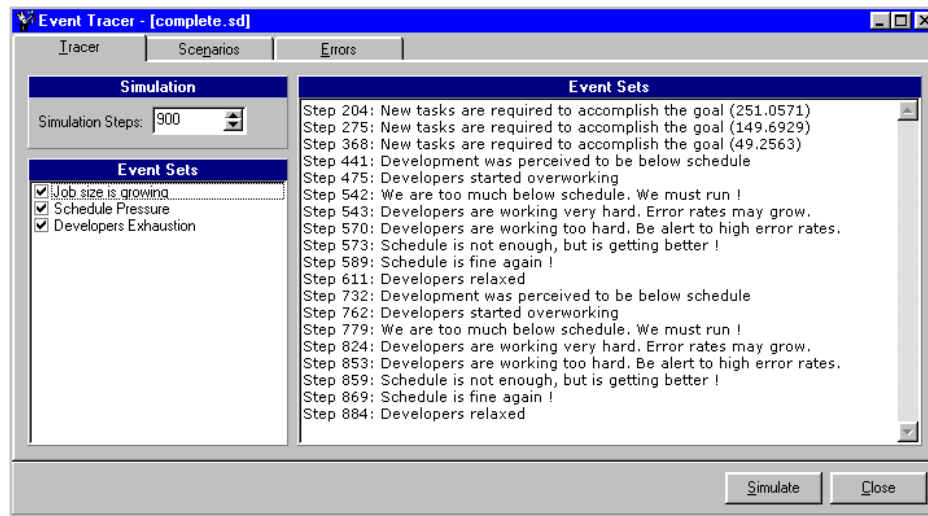 Event Tracer - [complete.sd]
Tracer Scenarios Errors
Simulation
Simulation Steps: 900
Event Sets
Job size is growing
Schedule Pressure
Developers Exhaustion
Event Sets
Step 204: New tasks are required to accomplish the goal (251.0571)
Step 275: New tasks are required to accomplish the goal (149.6929)
Step 368: New tasks are required to accomplish the goal (49.2563)
Step 441: Development was perceived to be below schedule
Step 475: Developers started overworking
Step 542: We are too much below schedule. We must run !
Step 543: Developers are working very hard. Error rates may grow.
Step 570: Developers are working too hard. Be alert to high error rates.
Step 573: Schedule is not enough, but is getting better !
Step 589: Schedule is fine again !
Step 611: Developers relaxed
Step 732: Development was perceived to be below schedule
Step 762: Developers started overworking
Step 779: We are too much below schedule. We must run !
Step 824: Developers are working very hard. Error rates may grow.
Step 853: Developers are working too hard. Be alert to high error rates.
Step 859: Schedule is not enough, but is getting better !
Step 869: Schedule is fine again !
Step 884: Developers relaxed
Simulate Close